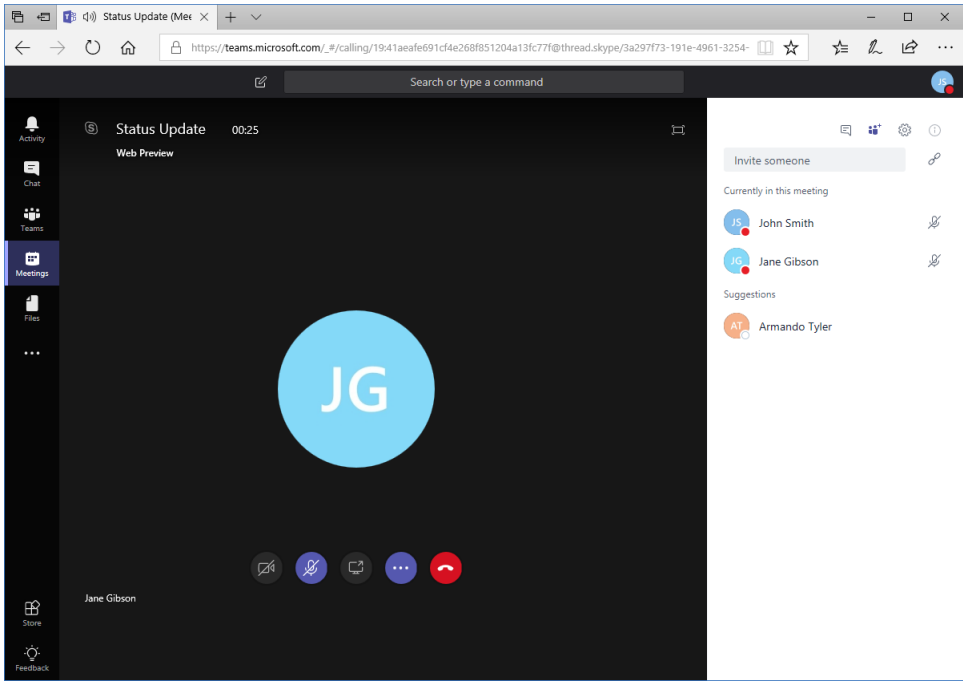 Status Update (Mee
https://teams.microsoft.com/_#/calling/19:41aeafe691cf4e268f851204a13fc77f@thread.skype/3a297f73-191e-4961-3254-
Search or type a command
JS
Activity
Chat
Teams
Meetings
Files
Store
Feedback
Status Update 00:25
Web Preview
JG
Jane Gibson
Invite someone
Currently in this meeting
JS John Smith
JG Jane Gibson
Suggestions
AT Armando Tyler